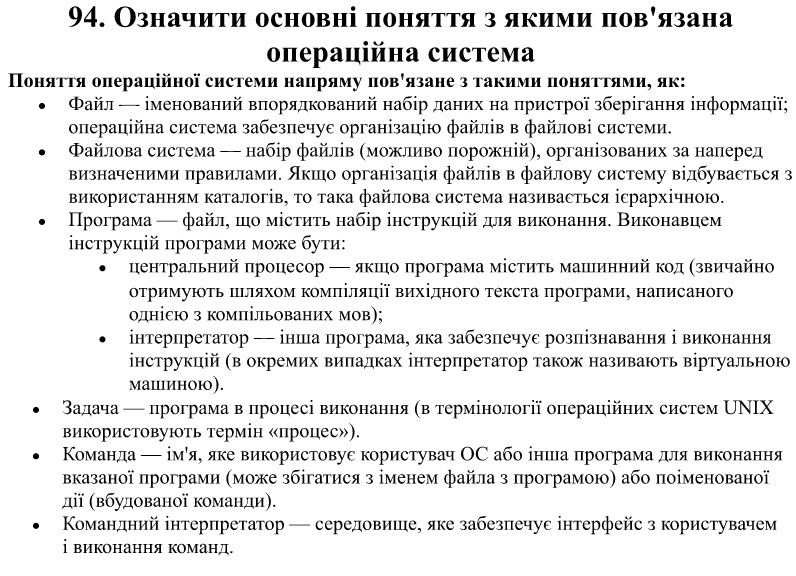 94. Означити основні поняття з якими пов'язана
операційна система
Поняття операційної системи напряму пов'язане з такими поняттями, як:
• Файл — іменований впорядкований набір даних на пристрої зберігання інформації;
операційна система забезпечує організацію файлів в файлові системи.
• Файлова система — набір файлів (можливо порожній), організованих за наперед
визначеними правилами. Якщо організація файлів в файлову систему відбувається з
використанням каталогів, то така файлова система називається ієрархічною.
• Програма — файл, що містить набір інструкцій для виконання. Виконавцем
інструкцій програми може бути:
• центральний процесор — якщо програма містить машинний код (звичайно
отримують шляхом компіляції вихідного текста програми, написаного
однією з компільованих мов);
• інтерпретатор — інша програма, яка забезпечує розпізнавання і виконання
інструкцій (в окремих випадках інтерпретатор також називають віртуальною
машиною).
• Задача — програма в процесі виконання (в термінології операційних систем UNIX
використовують термін «процес»).
• Команда — ім'я, яке використовує користувач ОС або інша програма для виконання
вказаної програми (може збігатися з іменем файла з програмою) або поіменованої
дії (вбудованої команди).
• Командний інтерпретатор — середовище, яке забезпечує інтерфейс з користувачем
і виконання команд.